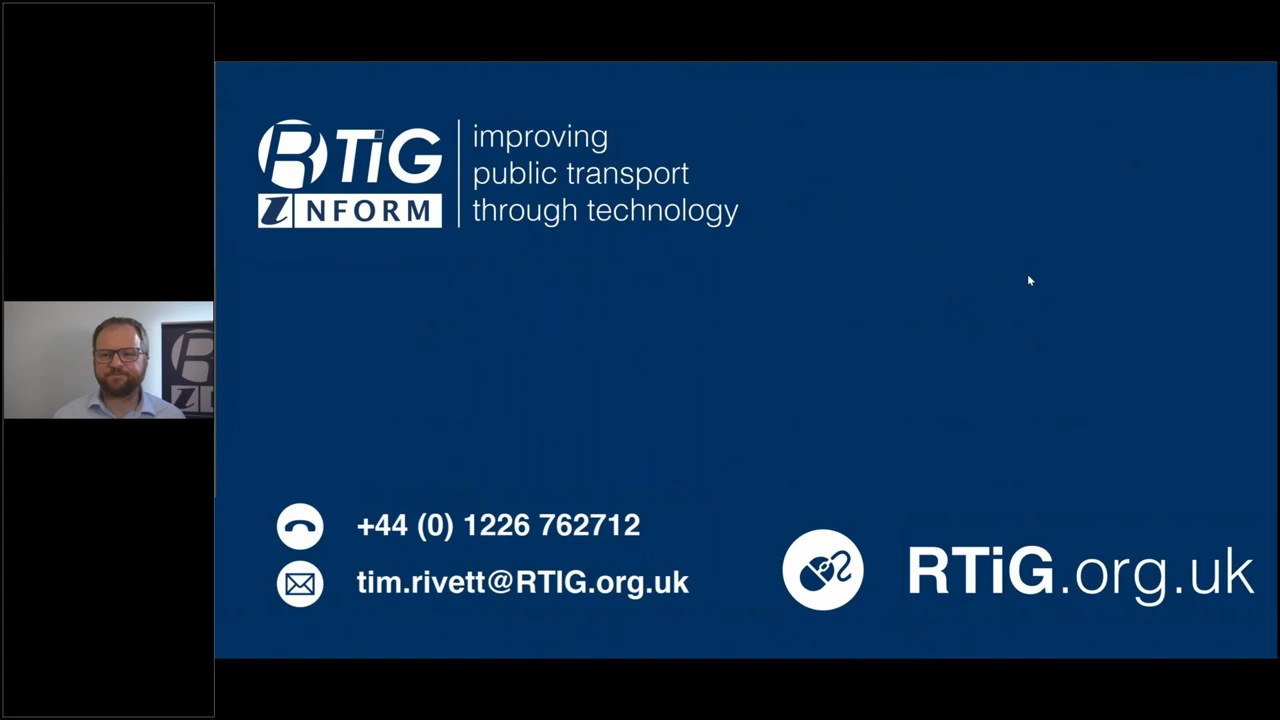 RTiG
iNFORM
improving
public transport
through technology
+44 (0) 1226 762712
tim.rivett@RTIG.org.uk
RTiG.org.uk